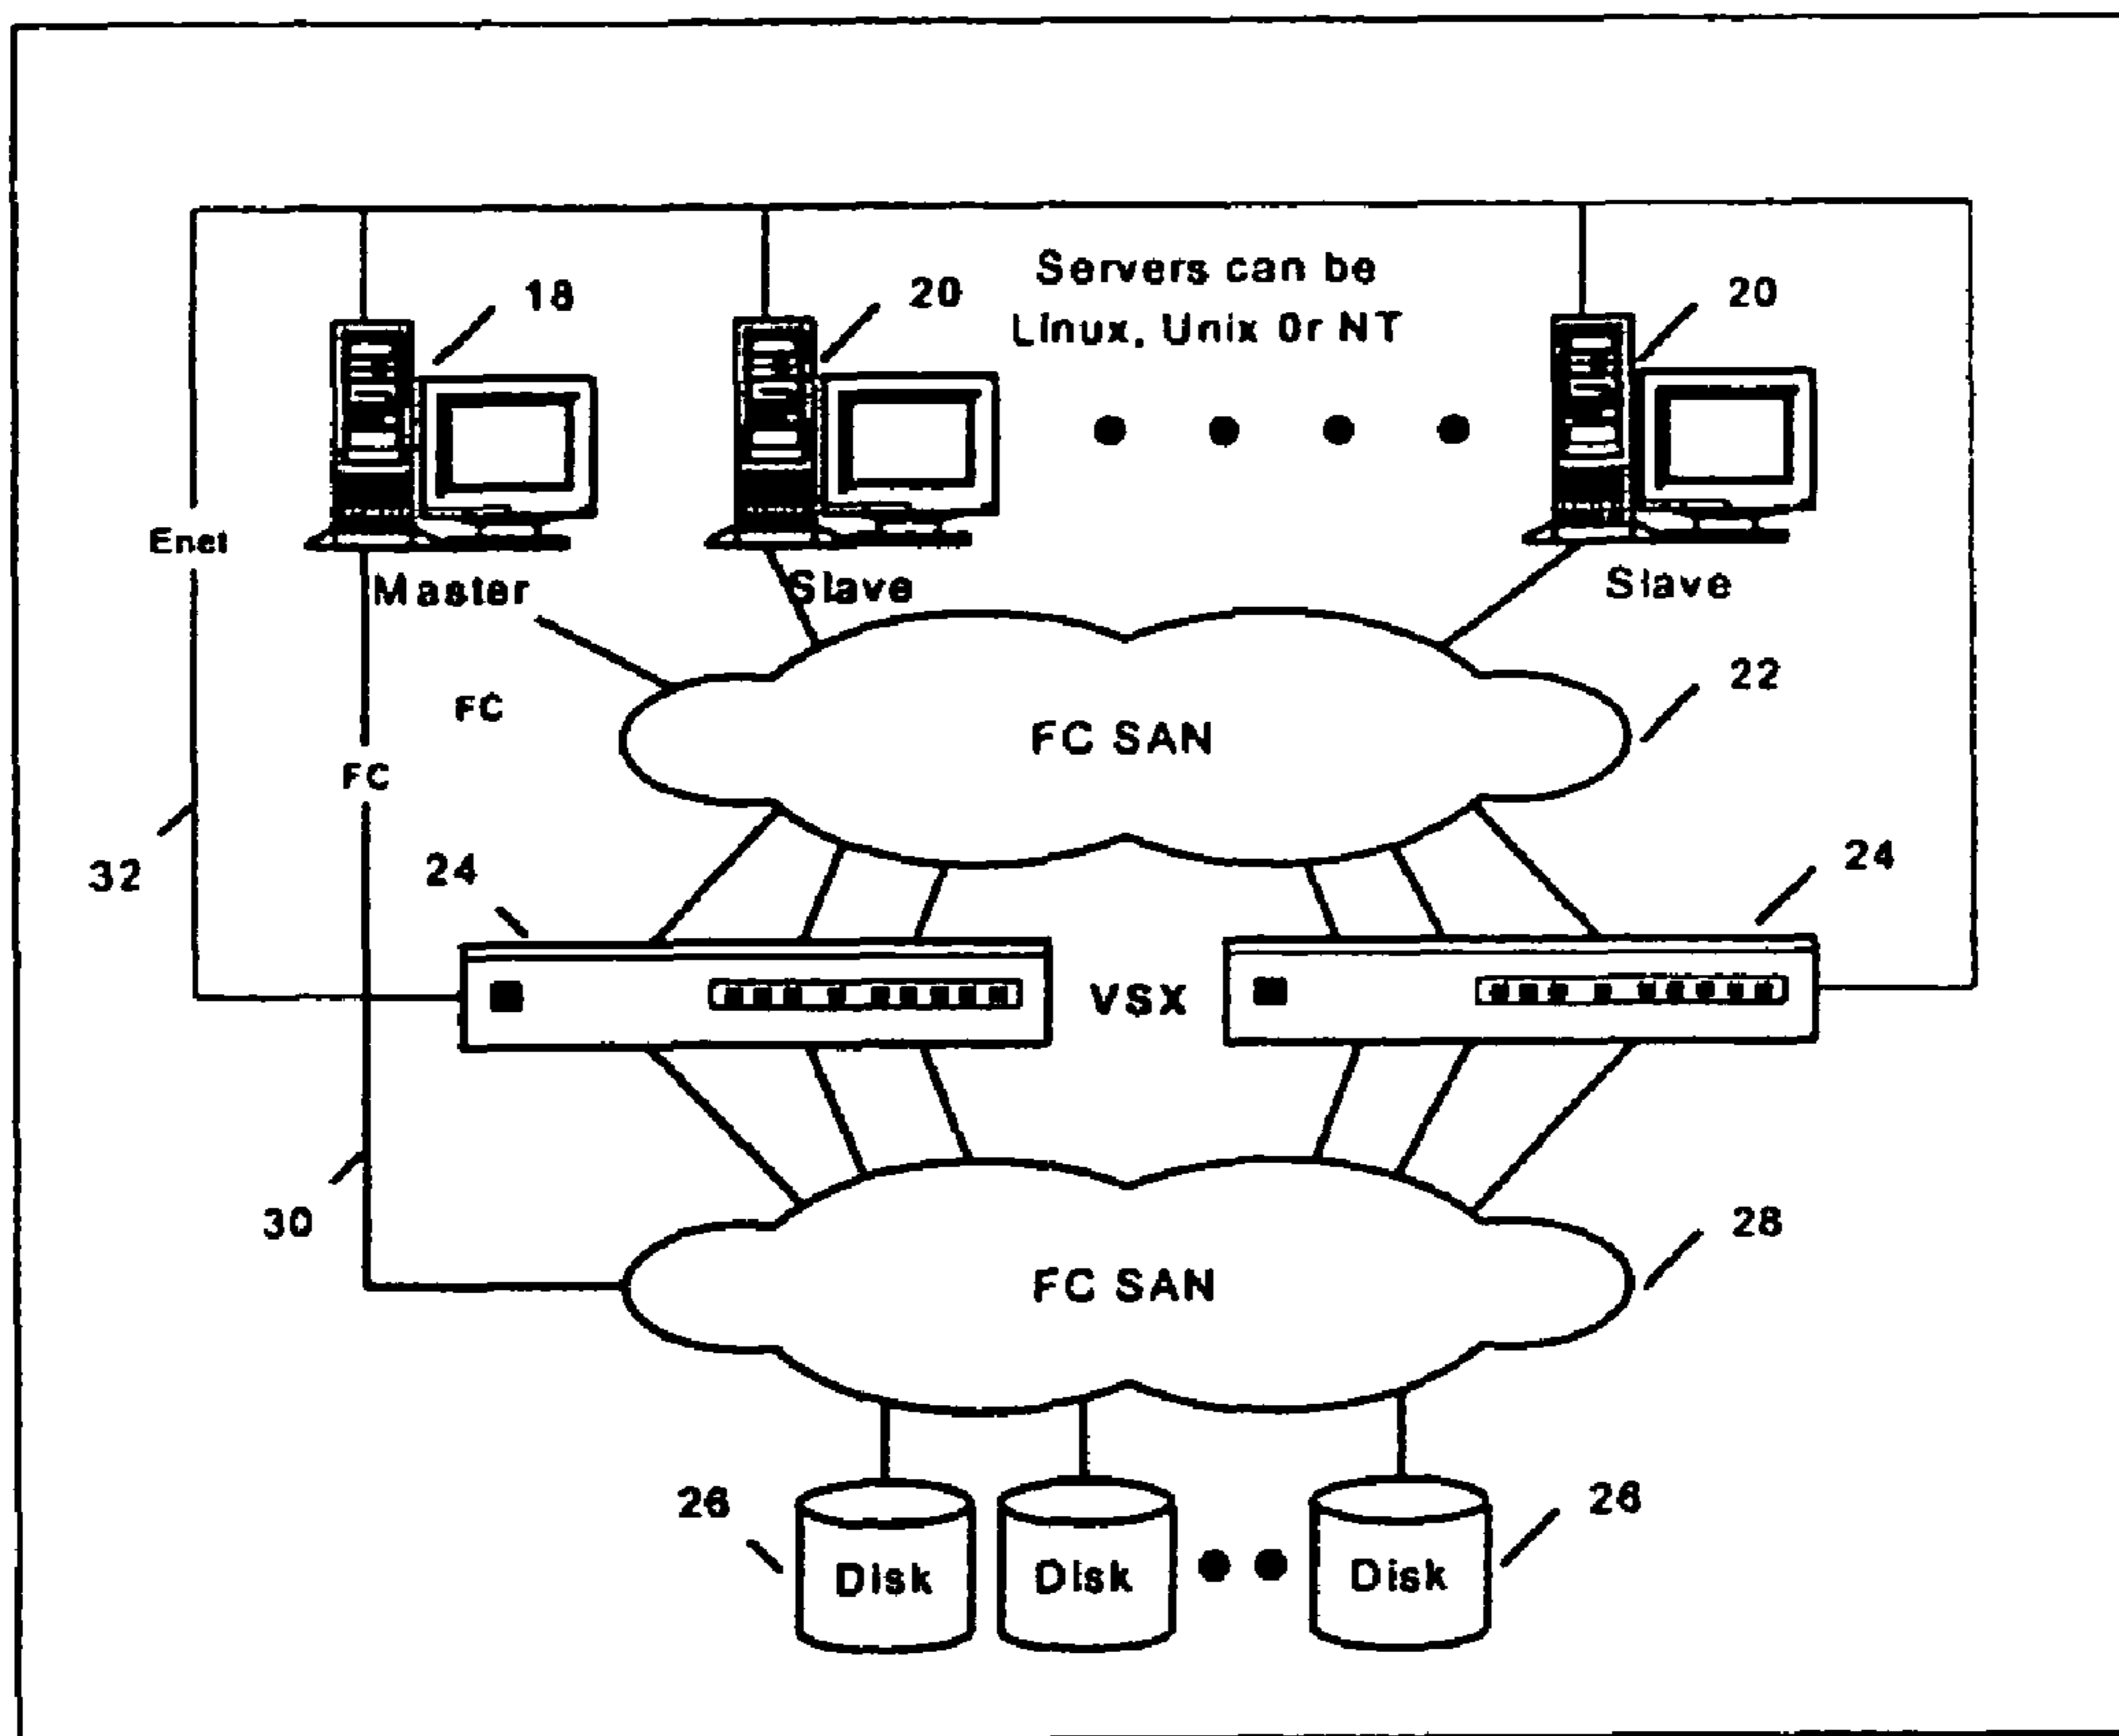 18
20
Servers can be
Linux, Unix 0r NT
20
Enet
Master
Slave
Slave
22
FC
FC SAN
FC
32
24
24
VSX
30
28
FC SAN
26
26
Disk
Disk
Disk